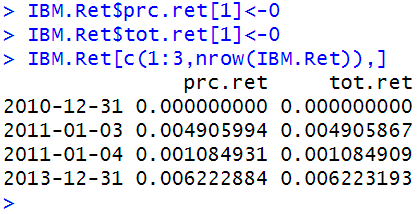 > IBM.Ret$prc.ret[1]<-0
> IBM.Ret$tot.ret[1]<-0
> IBM.Ret[c(1:3,nrow(IBM.Ret)),]
               prc.ret     tot.ret
2010-12-31 0.000000000 0.000000000
2011-01-03 0.004905994 0.004905867
2011-01-04 0.001084931 0.001084909
2013-12-31 0.006222884 0.006223193
>